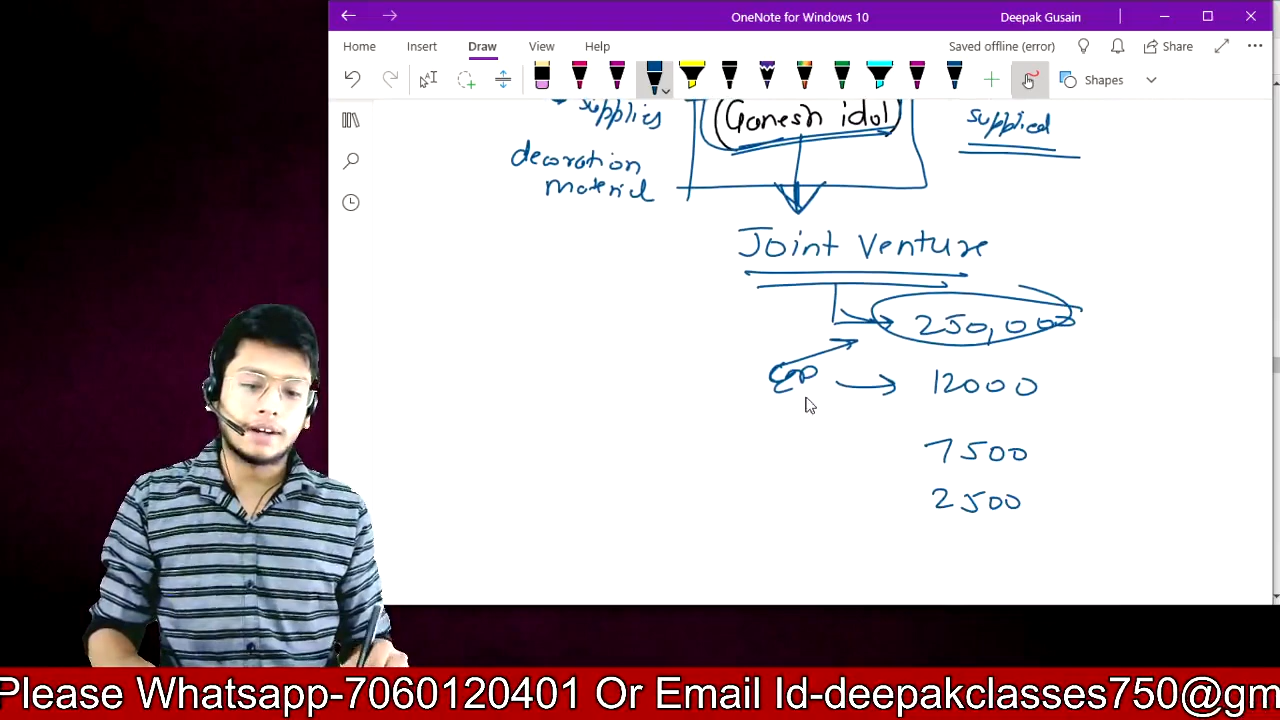 OneNote for Windows 10
Deepak Gusain
Home Insert Draw View Help
Saved offline (error)
Share
Shapes
supplies
Ganesh idol
supplied
decoration
material
Joint Venture
250,000
12000
7500
2500
Please Whatsapp-7060120401 Or Email Id-deepakclasses750@gm